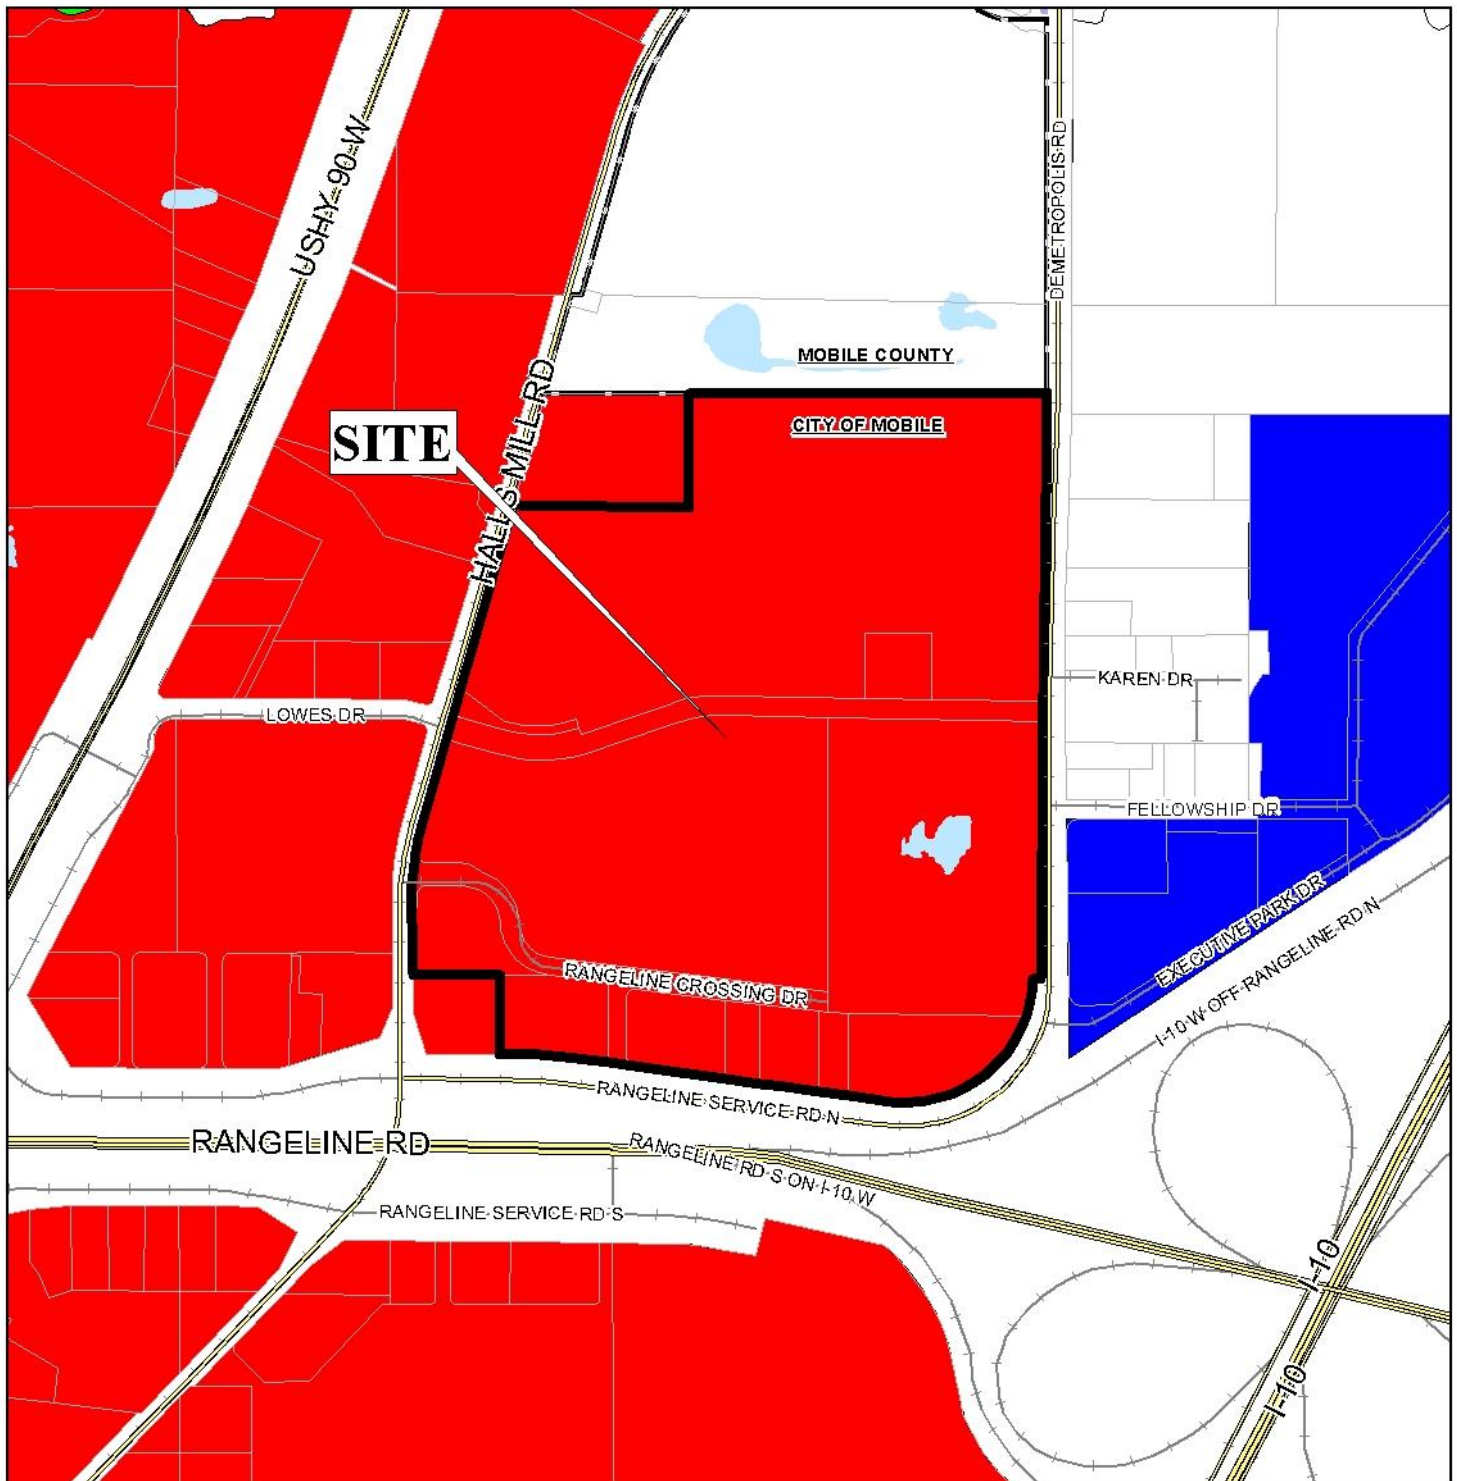 USHY 90 W
DEMETROPOLIS RD
MOBILE COUNTY
CITY OF MOBILE
SITE
HALLS MILL RD
KAREN DR
LOWES DR
FELLOWSHIP DR
EXECUTIVE PARK DR
I-10 W OFF RANGELINE RD N
RANGELINE CROSSING DR
RANGELINE SERVICE RD N
RANGELINE RD
RANGELINE RD S ON I-10 W
RANGELINE SERVICE RD S
I-10
I-10